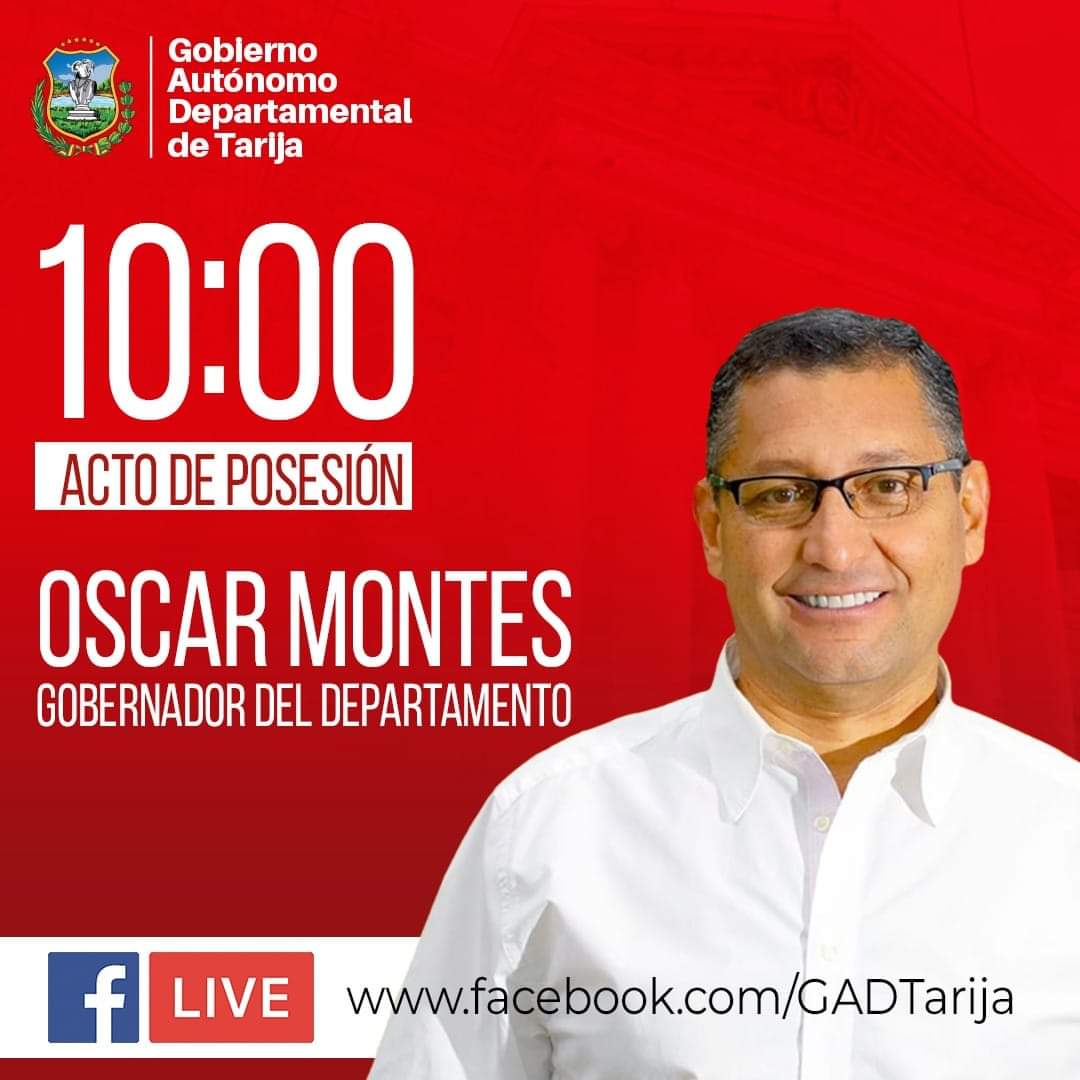 Gobierno
Autónomo
Departamental
de Tarija
10:00
ACTO DE POSESIÓN
OSCAR MONTES
GOBERNADOR DEL DEPARTAMENTO
f LIVE www.facebook.com/GADTarija